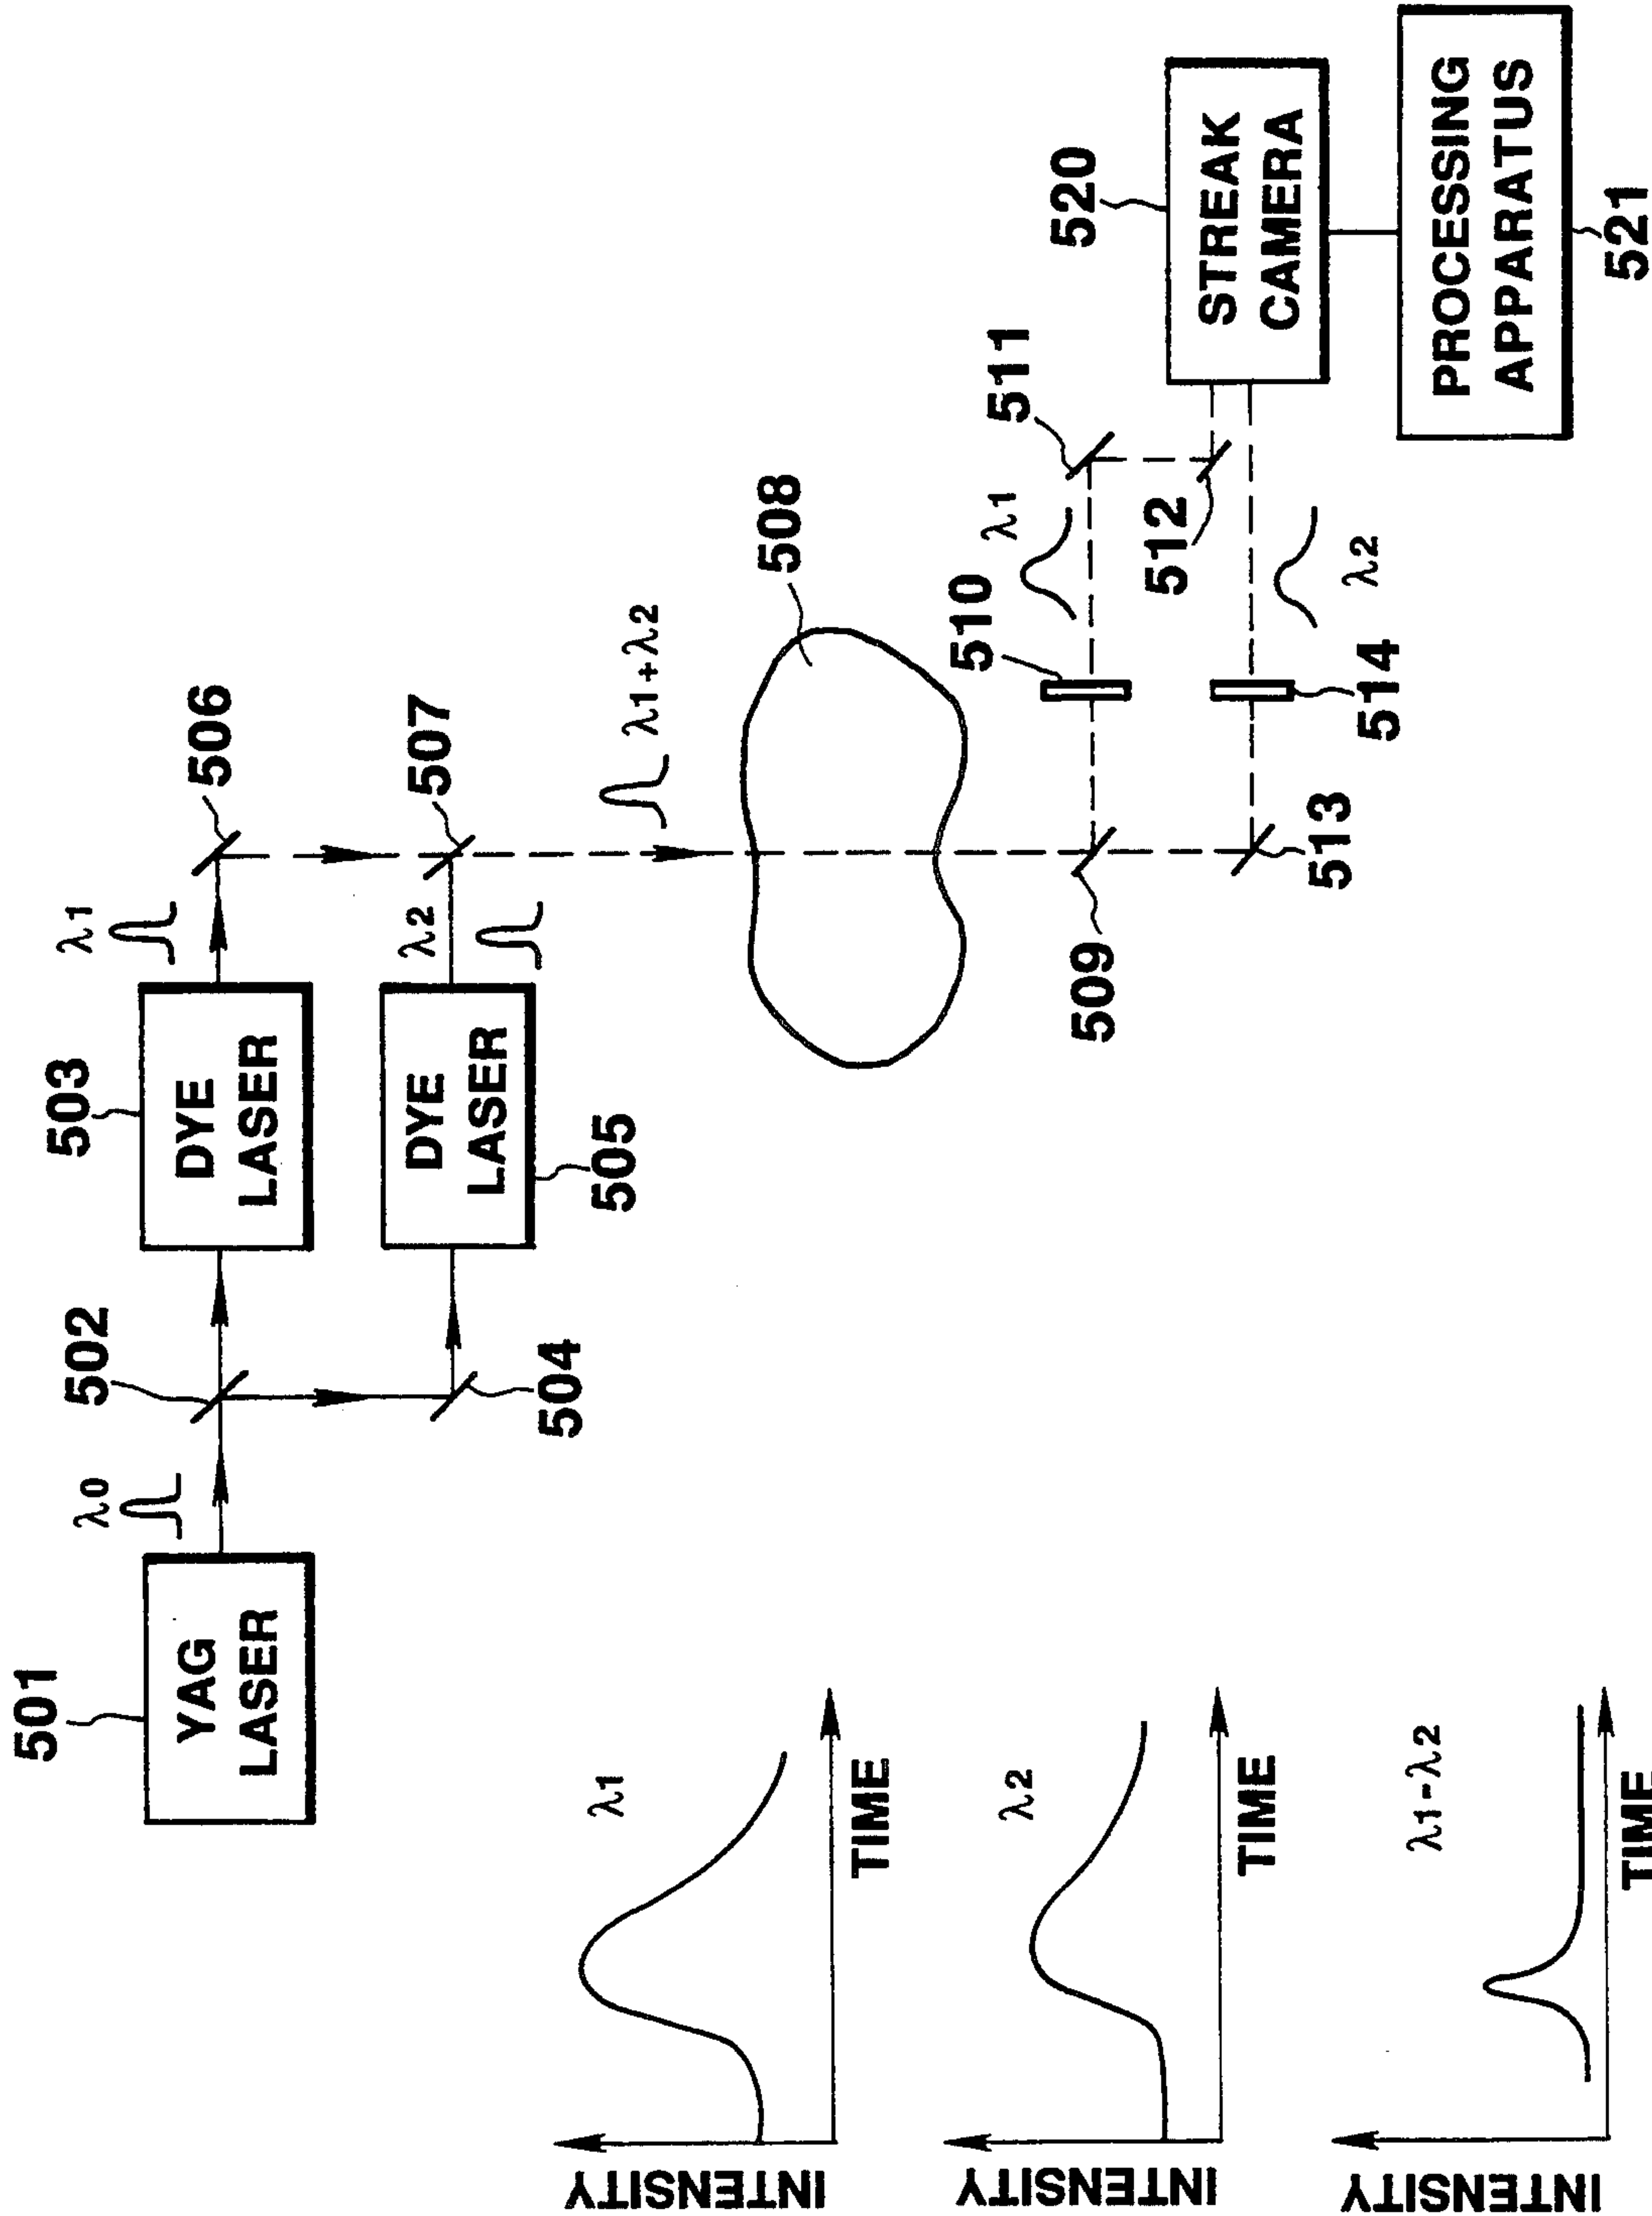 501
YAG
LASER
λ0
502
504
503
DYE
LASER
505
DYE
LASER
λ1
λ2
506
507
λ1+λ2
508
509
513
510
514
λ1
λ2
511
512
520
STREAK
CAMERA
PROCESSING
APPARATUS
521
INTENSITY
λ1
TIME
INTENSITY
λ2
TIME
INTENSITY
λ1-λ2
TIME